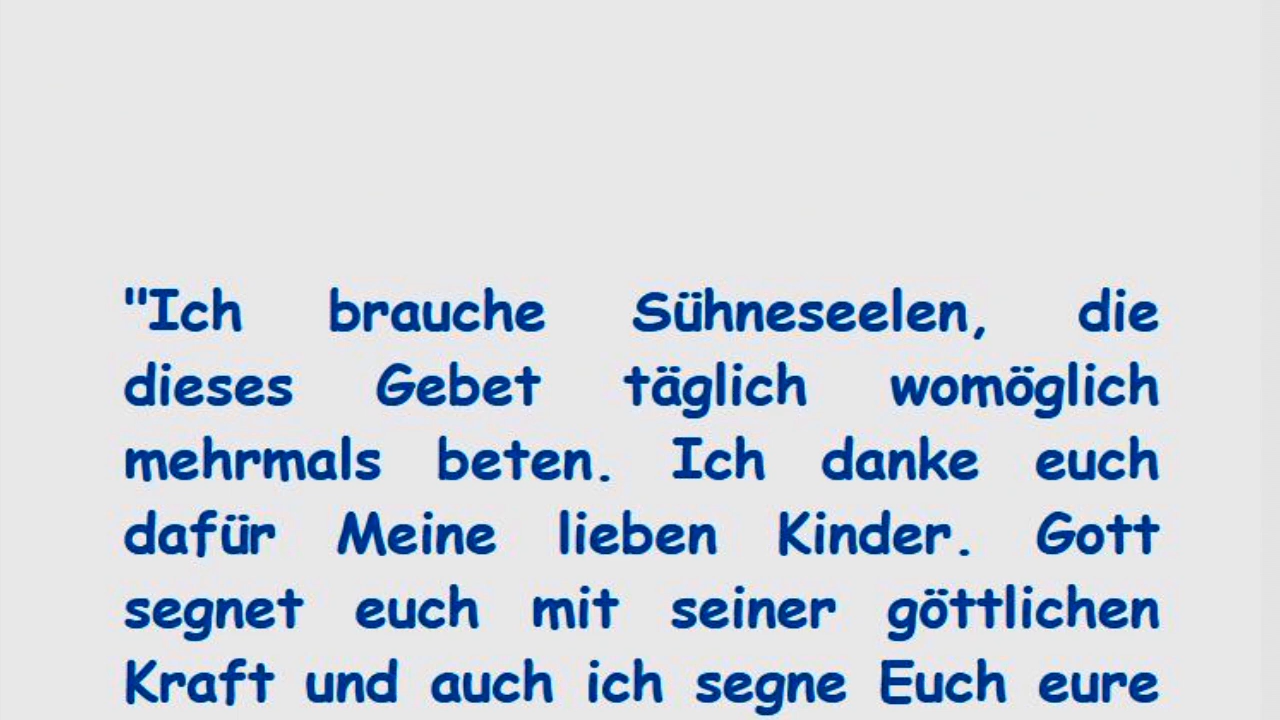 "Ich brauche Sühneseelen, die
dieses Gebet täglich womöglich
mehrmals beten. Ich danke euch
dafür Meine lieben Kinder. Gott
segnet euch mit seiner göttlichen
Kraft und auch ich segne Euch eure